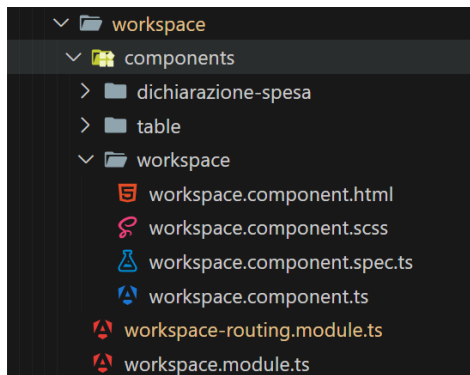 workspace
components
dichiarazione-spesa
table
workspace
workspace.component.html
workspace.component.scss
workspace.component.spec.ts
workspace.component.ts
workspace-routing.module.ts
workspace.module.ts